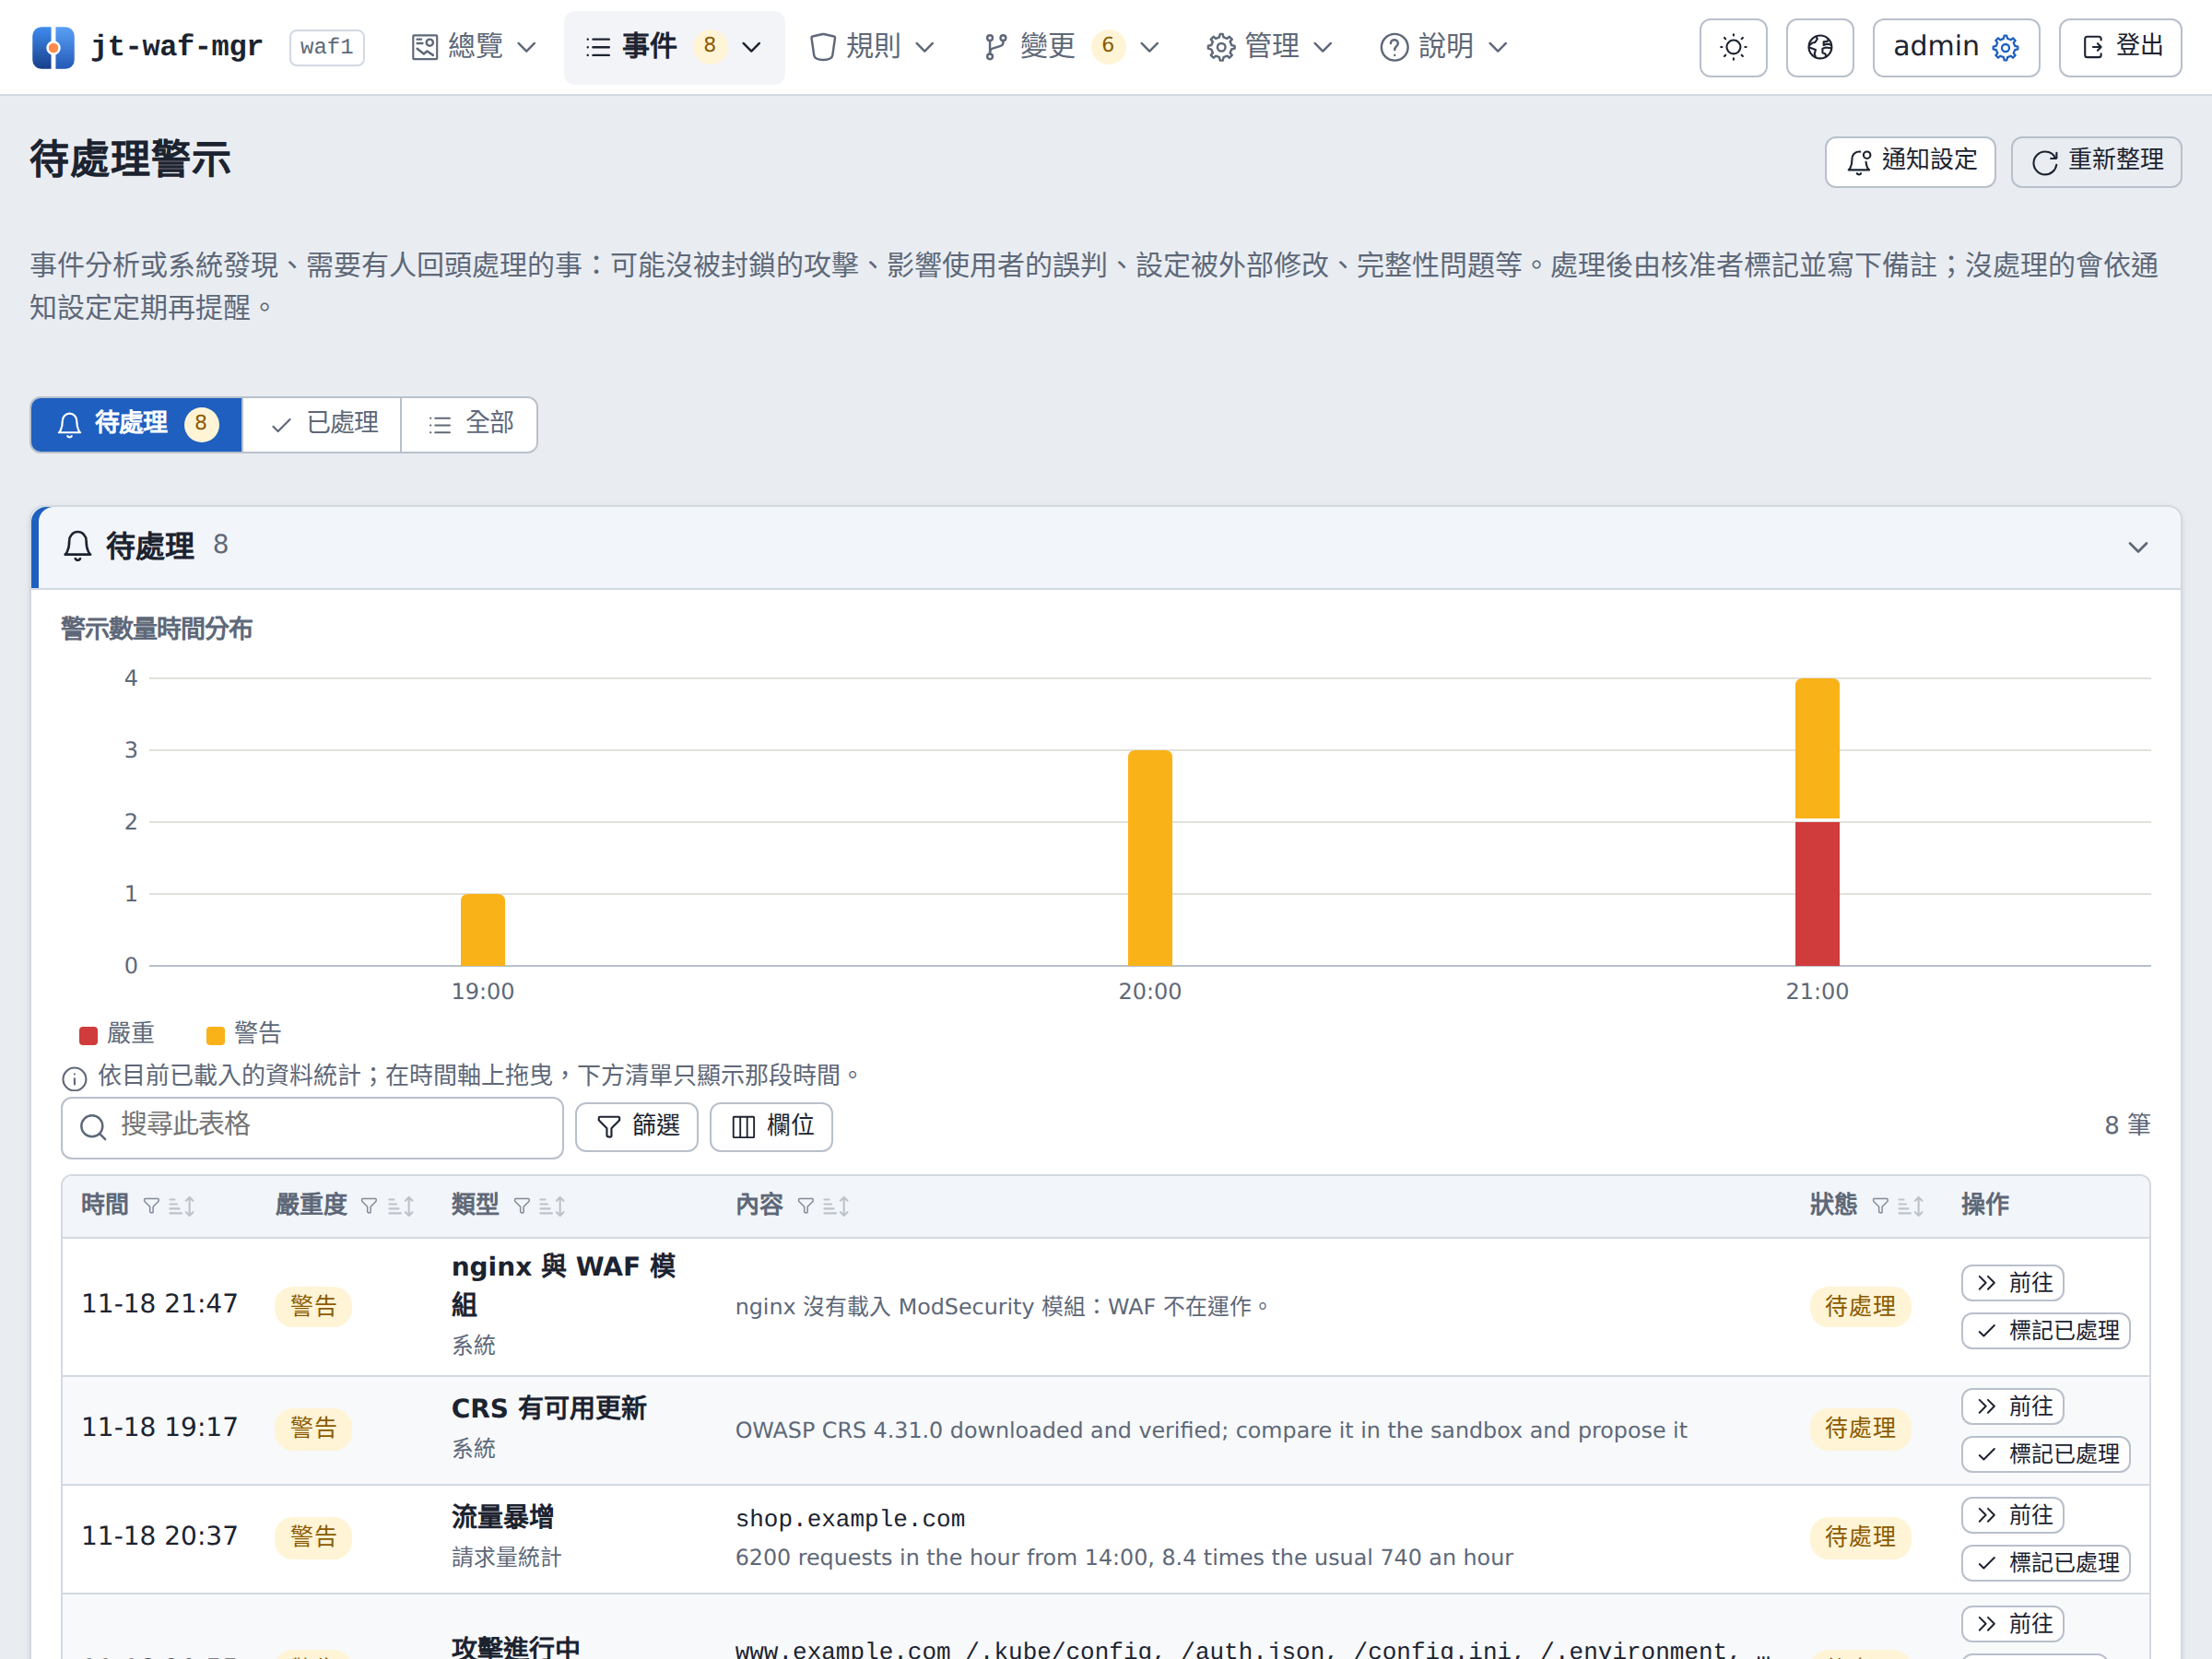 jt-waf-mgr waf1 總覽 事件 8 規則 變更 6 管理 說明 admin 登出
待處理警示 通知設定 重新整理
事件分析或系統發現、需要有人回頭處理的事：可能沒被封鎖的攻擊、影響使用者的誤判、設定被外部修改、完整性問題等。處理後由核准者標記並寫下備註；沒處理的會依通
知設定定期再提醒。
待處理 8 已處理 全部
待處理 8
警示數量時間分布
4
3
2
1
0
19:00 20:00 21:00
嚴重 警告
依目前已載入的資料統計；在時間軸上拖曳，下方清單只顯示那段時間。
搜尋此表格 篩選 欄位 8 筆
時間 嚴重度 類型 內容 狀態 操作
11-18 21:47 警告 nginx 與 WAF 模
組
系統 nginx 沒有載入 ModSecurity 模組：WAF 不在運作。 待處理 前往
標記已處理
11-18 19:17 警告 CRS 有可用更新
系統 OWASP CRS 4.31.0 downloaded and verified; compare it in the sandbox and propose it 待處理 前往
標記已處理
11-18 20:37 警告 流量暴增
請求量統計 shop.example.com
6200 requests in the hour from 14:00, 8.4 times the usual 740 an hour 待處理 前往
標記已處理
攻擊進行中 www.example.com /.kube/config, /auth.json, /config.ini, /.environment, … 前往